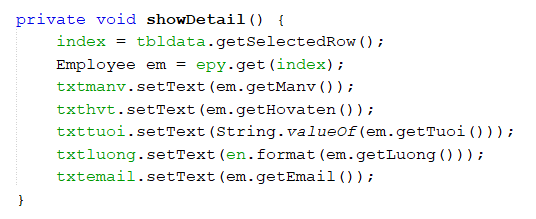 private void showDetail() {
index = tbldata.getSelectedRow();
Employee em = epy.get(index);
txtmanv.setText(em.getManv());
txthvt.setText(em.getHovaten());
txttuoi.setText(String.valueOf(em.getTuoi()));
txtluong.setText(en.format(em.getLuong()));
txtemail.setText(em.getEmail());
}